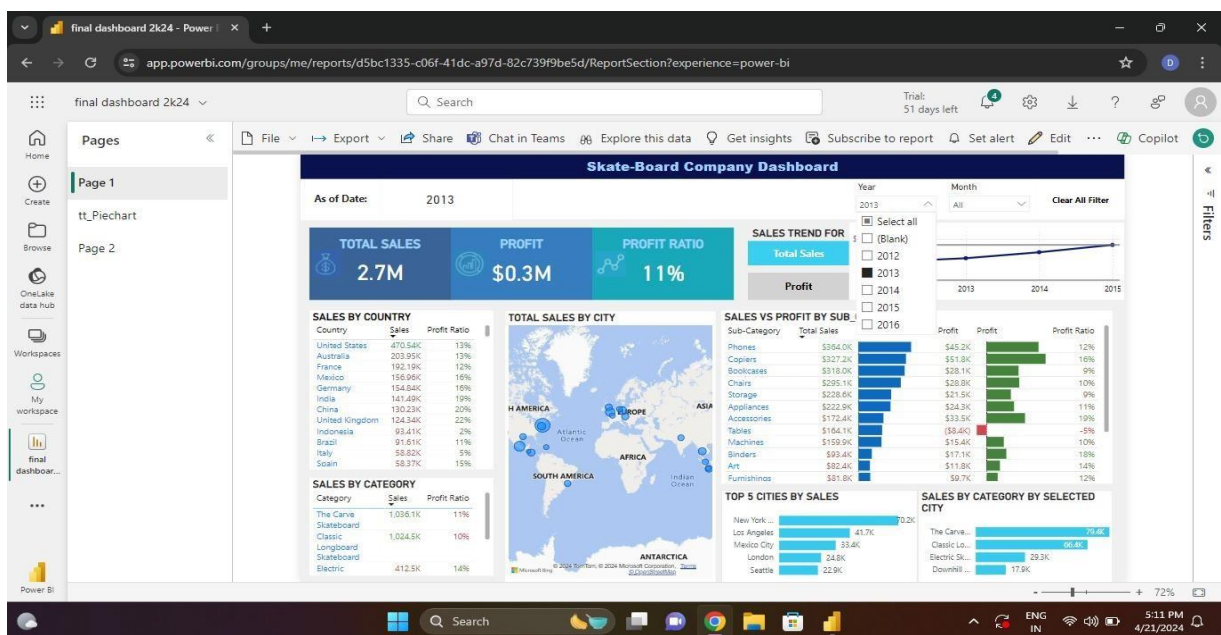 final dashboard 2k24 - Power
app.powerbi.com/groups/me/reports/d5bc1335-c06f-41dc-a97d-82c739f9be5d/ReportSection?experience=power-bi
D
final dashboard 2k24
Search
Trial:
51 days left
4
Home
Create
Browse
OneLake
data hub
Workspaces
My
workspace
final
dashboar...
Power BI
Pages
Page 1
tt_Piechart
Page 2
File
Export
Share
Chat in Teams
Explore this data
Get insights
Subscribe to report
Set alert
Edit
Copilot
Filters
Skate-Board Company Dashboard
As of Date:
2013
Year
2013
Month
All
Clear All Filter
Select all
(Blank)
2012
2013
2014
2015
2016
TOTAL SALES
2.7M
PROFIT
$0.3M
PROFIT RATIO
11%
SALES TREND FOR
Total Sales
Profit
2013 2014 2015
SALES BY COUNTRY
Country Sales Profit Ratio
United States 470.54K 13%
Australia 203.95K 13%
France 192.19K 12%
Mexico 156.96K 16%
Germany 154.84K 16%
India 141.49K 19%
China 130.23K 20%
United Kingdom 124.34K 22%
Indonesia 93.41K 2%
Brazil 91.61K 11%
Italy 58.82K 5%
Spain 58.37K 15%
SALES BY CATEGORY
Category Sales Profit Ratio
The Carve Skateboard 1,036.1K 11%
Classic Longboard Skateboard 1,024.5K 10%
Electric 412.5K 14%
TOTAL SALES BY CITY
H AMERICA
EUROPE
ASIA
Atlantic
Ocean
AFRICA
SOUTH AMERICA
Indian
Ocean
ANTARCTICA
Microsoft Bing
© 2024 TomTom, © 2024 Microsoft Corporation, Terms
© OpenStreetMap
SALES VS PROFIT BY SUB_
Sub-Category Total Sales Profit Profit Profit Ratio
Phones $364.0K $45.2K 12%
Copiers $327.2K $51.8K 16%
Bookcases $318.0K $28.1K 9%
Chairs $295.1K $28.8K 10%
Storage $228.6K $21.5K 9%
Appliances $222.9K $24.3K 11%
Accessories $172.4K $33.5K 19%
Tables $164.1K ($8.4K) -5%
Machines $159.9K $15.4K 10%
Binders $93.4K $17.1K 18%
Art $82.4K $11.8K 14%
Furnishings $81.8K $9.7K 12%
TOP 5 CITIES BY SALES
New York ... 70.2K
Los Angeles 41.7K
Mexico City 33.4K
London 24.8K
Seattle 22.9K
SALES BY CATEGORY BY SELECTED
CITY
The Carve... 79.4K
Classic Lo... 66.4K
Electric Sk... 29.3K
Downhill ... 17.9K
72%
Search
ENG
IN
5:11 PM
4/21/2024